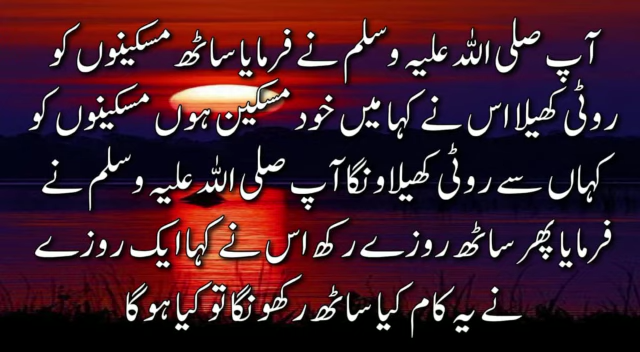 آپ صلی اللہ علیہ وسلم نے فرمایا ساٹھ مسکینوں کو
روٹی کھیلا اس نے کہا میں خود مسکین ہوں مسکینوں کو
کہاں سے روٹی کھیلاونگا آپ صلی اللہ علیہ وسلم نے
فرمایا پھر ساٹھ روزے رکھ اس نے کہا ایک روزے
نے یہ کام کیا ساٹھ رکھونگا تو کیا ہوگا